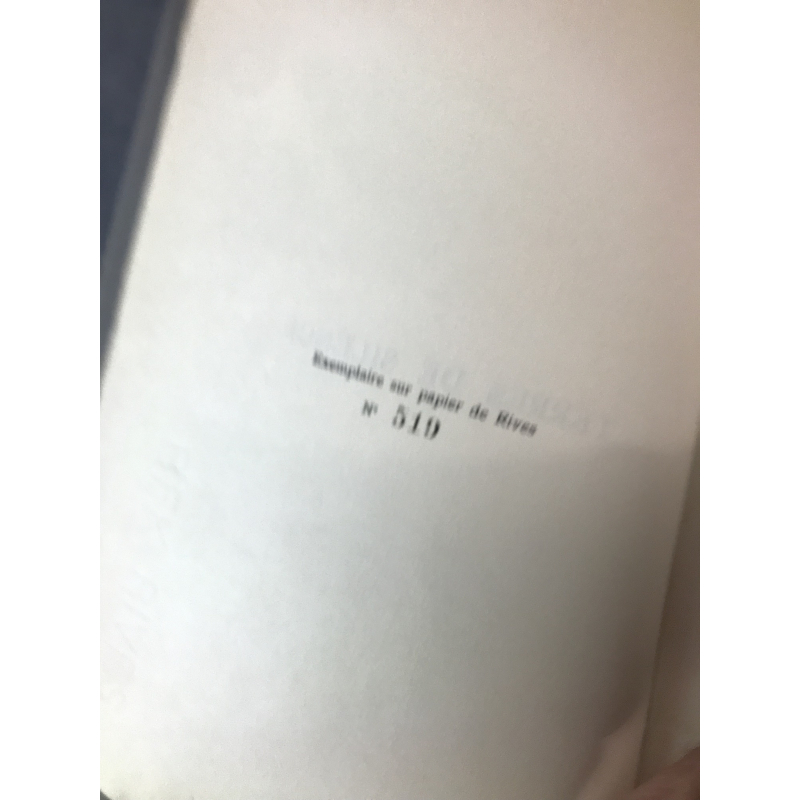 Exemplaire sur papier de Rives
N° 519